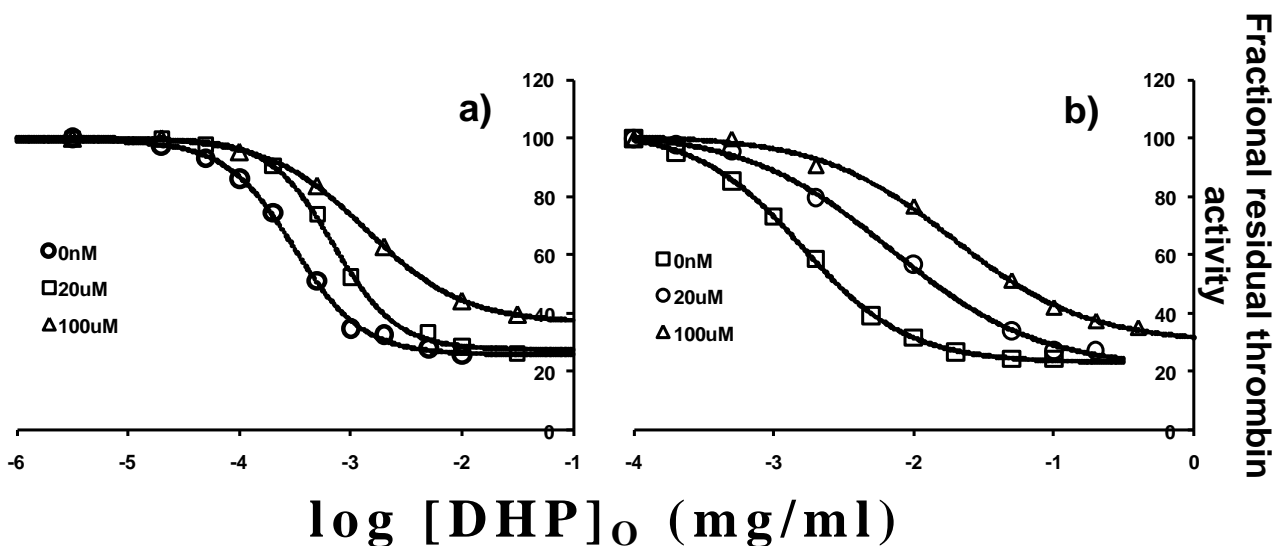 120
100
80
60
40
20
0
a)
0nM
20uM
100uM
-6 -5 -4 -3 -2 -1
120
100
80
60
40
20
0
b)
0nM
20uM
100uM
-4 -3 -2 -1 0
Fractional residual thrombin
activity
log [DHP]O (mg/ml)